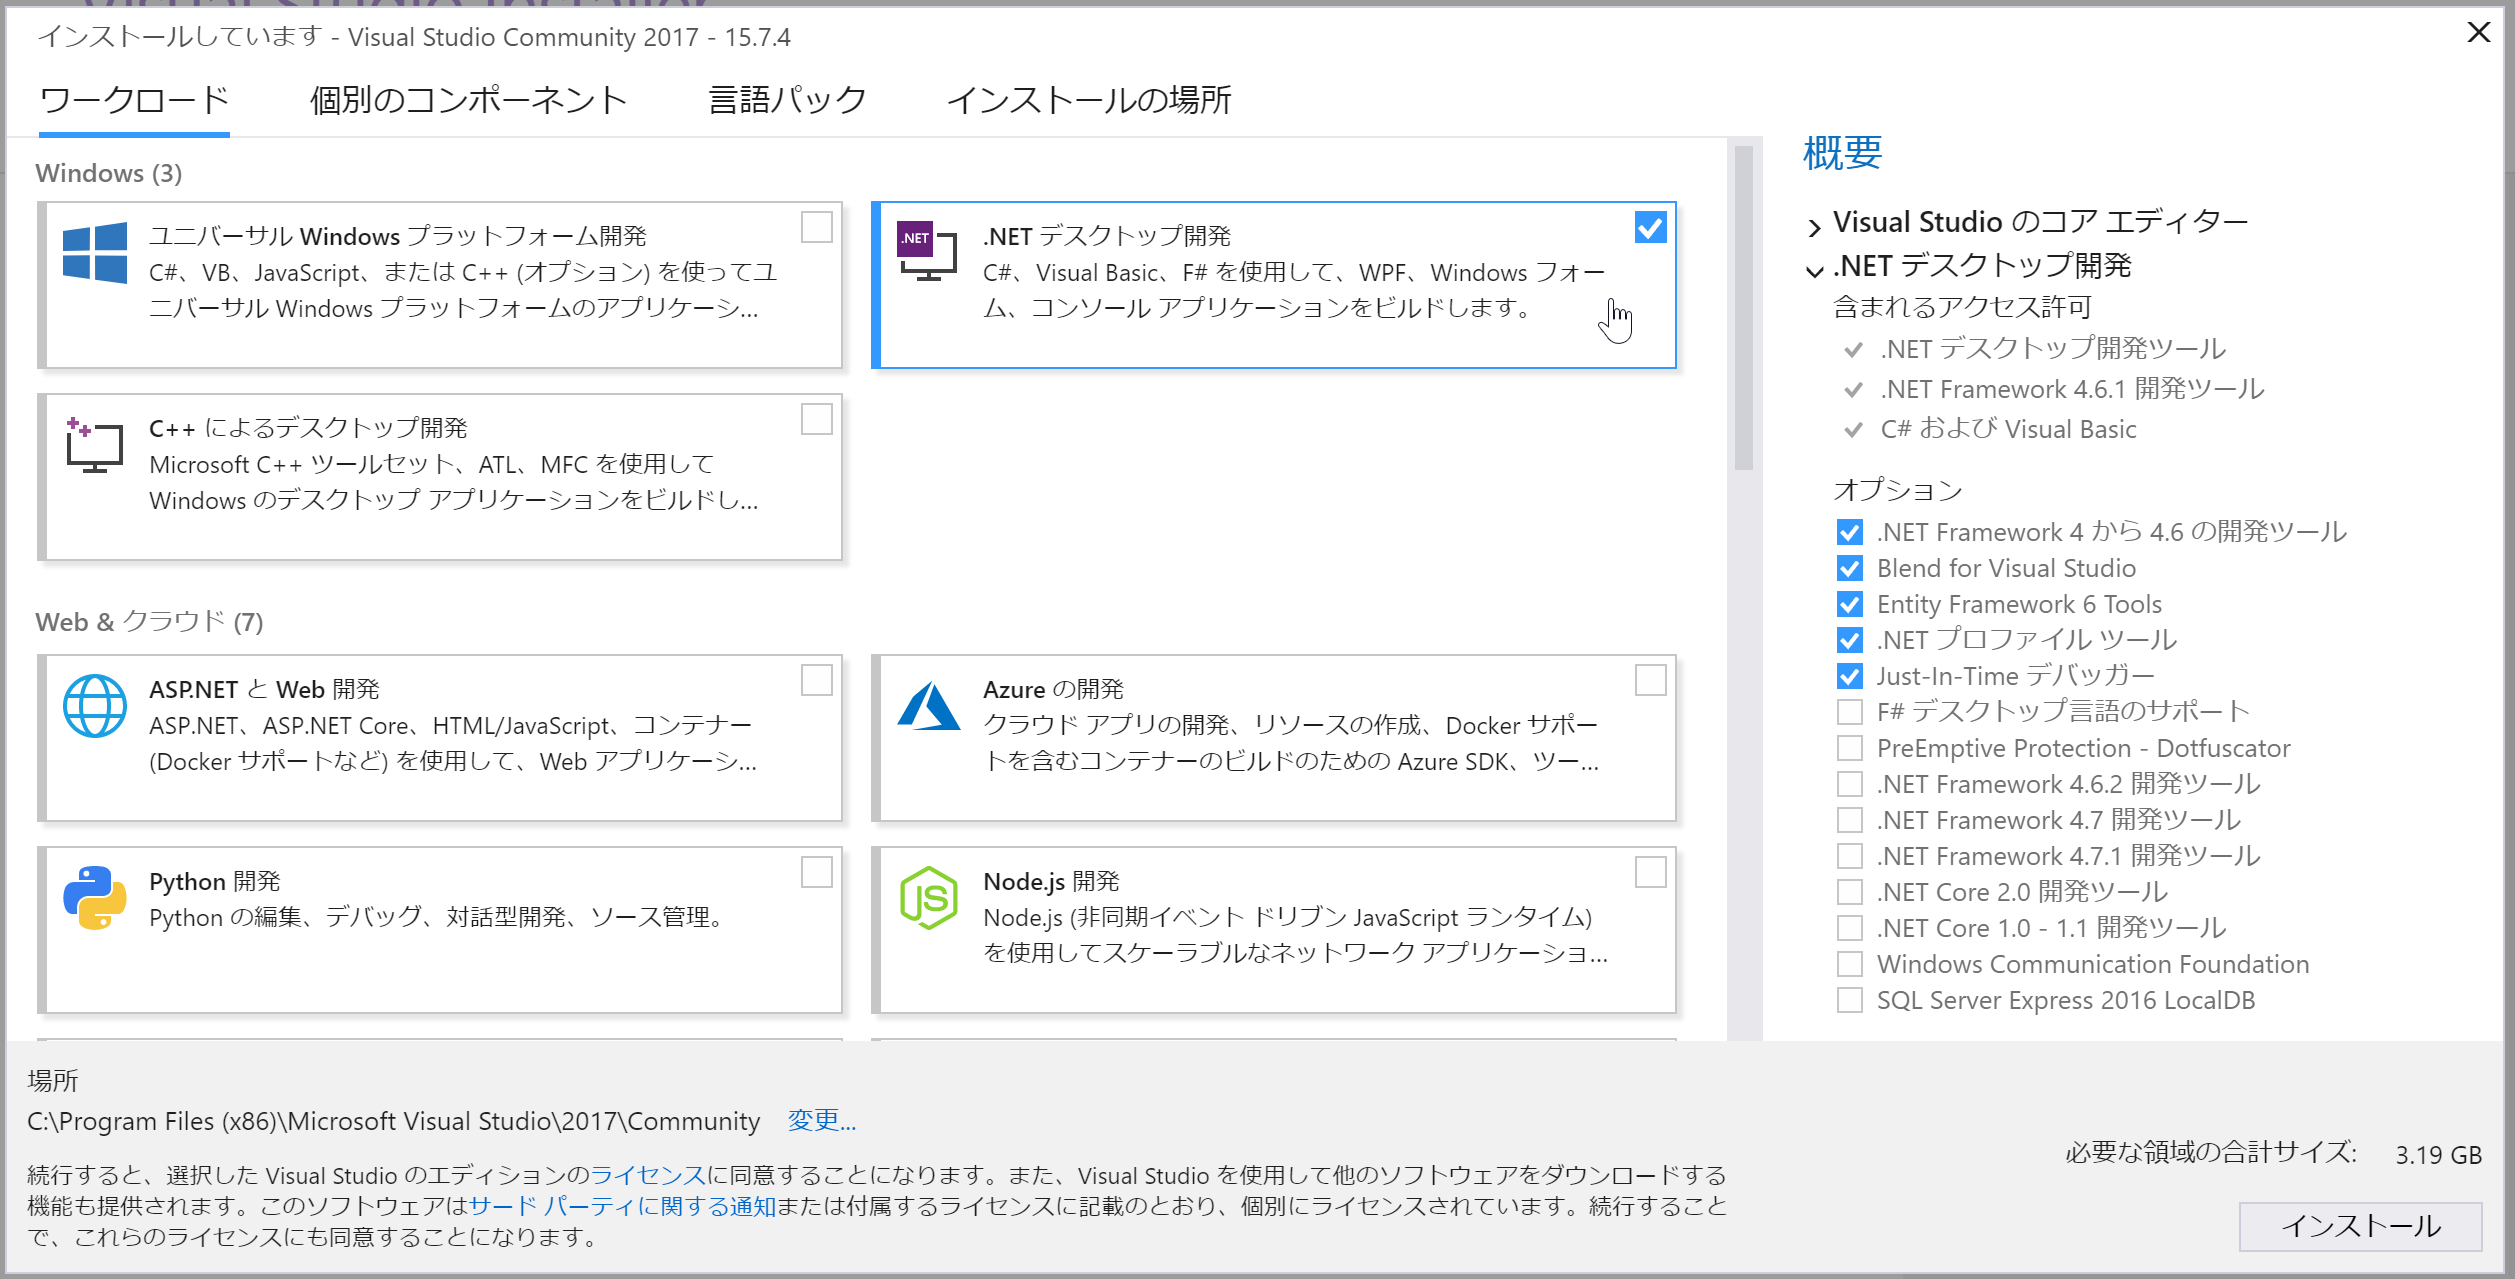 Visual Studio Installer
インストールしています - Visual Studio Community 2017 - 15.7.4
ワークロード
個別のコンポーネント
言語パック
インストールの場所
Windows (3)
ユニバーサル Windows プラットフォーム開発
C#、VB、JavaScript、または C++ (オプション) を使ってユ
ニバーサル Windows プラットフォームのアプリケーシ...
.NET
.NET デスクトップ開発
C#、Visual Basic、F# を使用して、WPF、Windows フォー
ム、コンソール アプリケーションをビルドします。
C++ によるデスクトップ開発
Microsoft C++ ツールセット、ATL、MFC を使用して
Windows のデスクトップ アプリケーションをビルドし...
Web & クラウド (7)
ASP.NET と Web 開発
ASP.NET、ASP.NET Core、HTML/JavaScript、コンテナー
(Docker サポートなど) を使用して、Web アプリケーシ...
Azure の開発
クラウド アプリの開発、リソースの作成、Docker サポー
トを含むコンテナーのビルドのための Azure SDK、ツー...
Python 開発
Python の編集、デバッグ、対話型開発、ソース管理。
JS
Node.js 開発
Node.js (非同期イベント ドリブン JavaScript ランタイム)
を使用してスケーラブルなネットワーク アプリケーショ...
概要
Visual Studio のコア エディター
.NET デスクトップ開発
含まれるアクセス許可
.NET デスクトップ開発ツール
.NET Framework 4.6.1 開発ツール
C# および Visual Basic
オプション
.NET Framework 4 から 4.6 の開発ツール
Blend for Visual Studio
Entity Framework 6 Tools
.NET プロファイル ツール
Just-In-Time デバッガー
F# デスクトップ言語のサポート
PreEmptive Protection - Dotfuscator
.NET Framework 4.6.2 開発ツール
.NET Framework 4.7 開発ツール
.NET Framework 4.7.1 開発ツール
.NET Core 2.0 開発ツール
.NET Core 1.0 - 1.1 開発ツール
Windows Communication Foundation
SQL Server Express 2016 LocalDB
場所
C:\Program Files (x86)\Microsoft Visual Studio\2017\Community 変更...
続行すると、選択した Visual Studio のエディションのライセンスに同意することになります。また、Visual Studio を使用して他のソフトウェアをダウンロードする
機能も提供されます。このソフトウェアはサード パーティに関する通知または付属するライセンスに記載のとおり、個別にライセンスされています。続行すること
で、これらのライセンスにも同意することになります。
必要な領域の合計サイズ: 3.19 GB
インストール